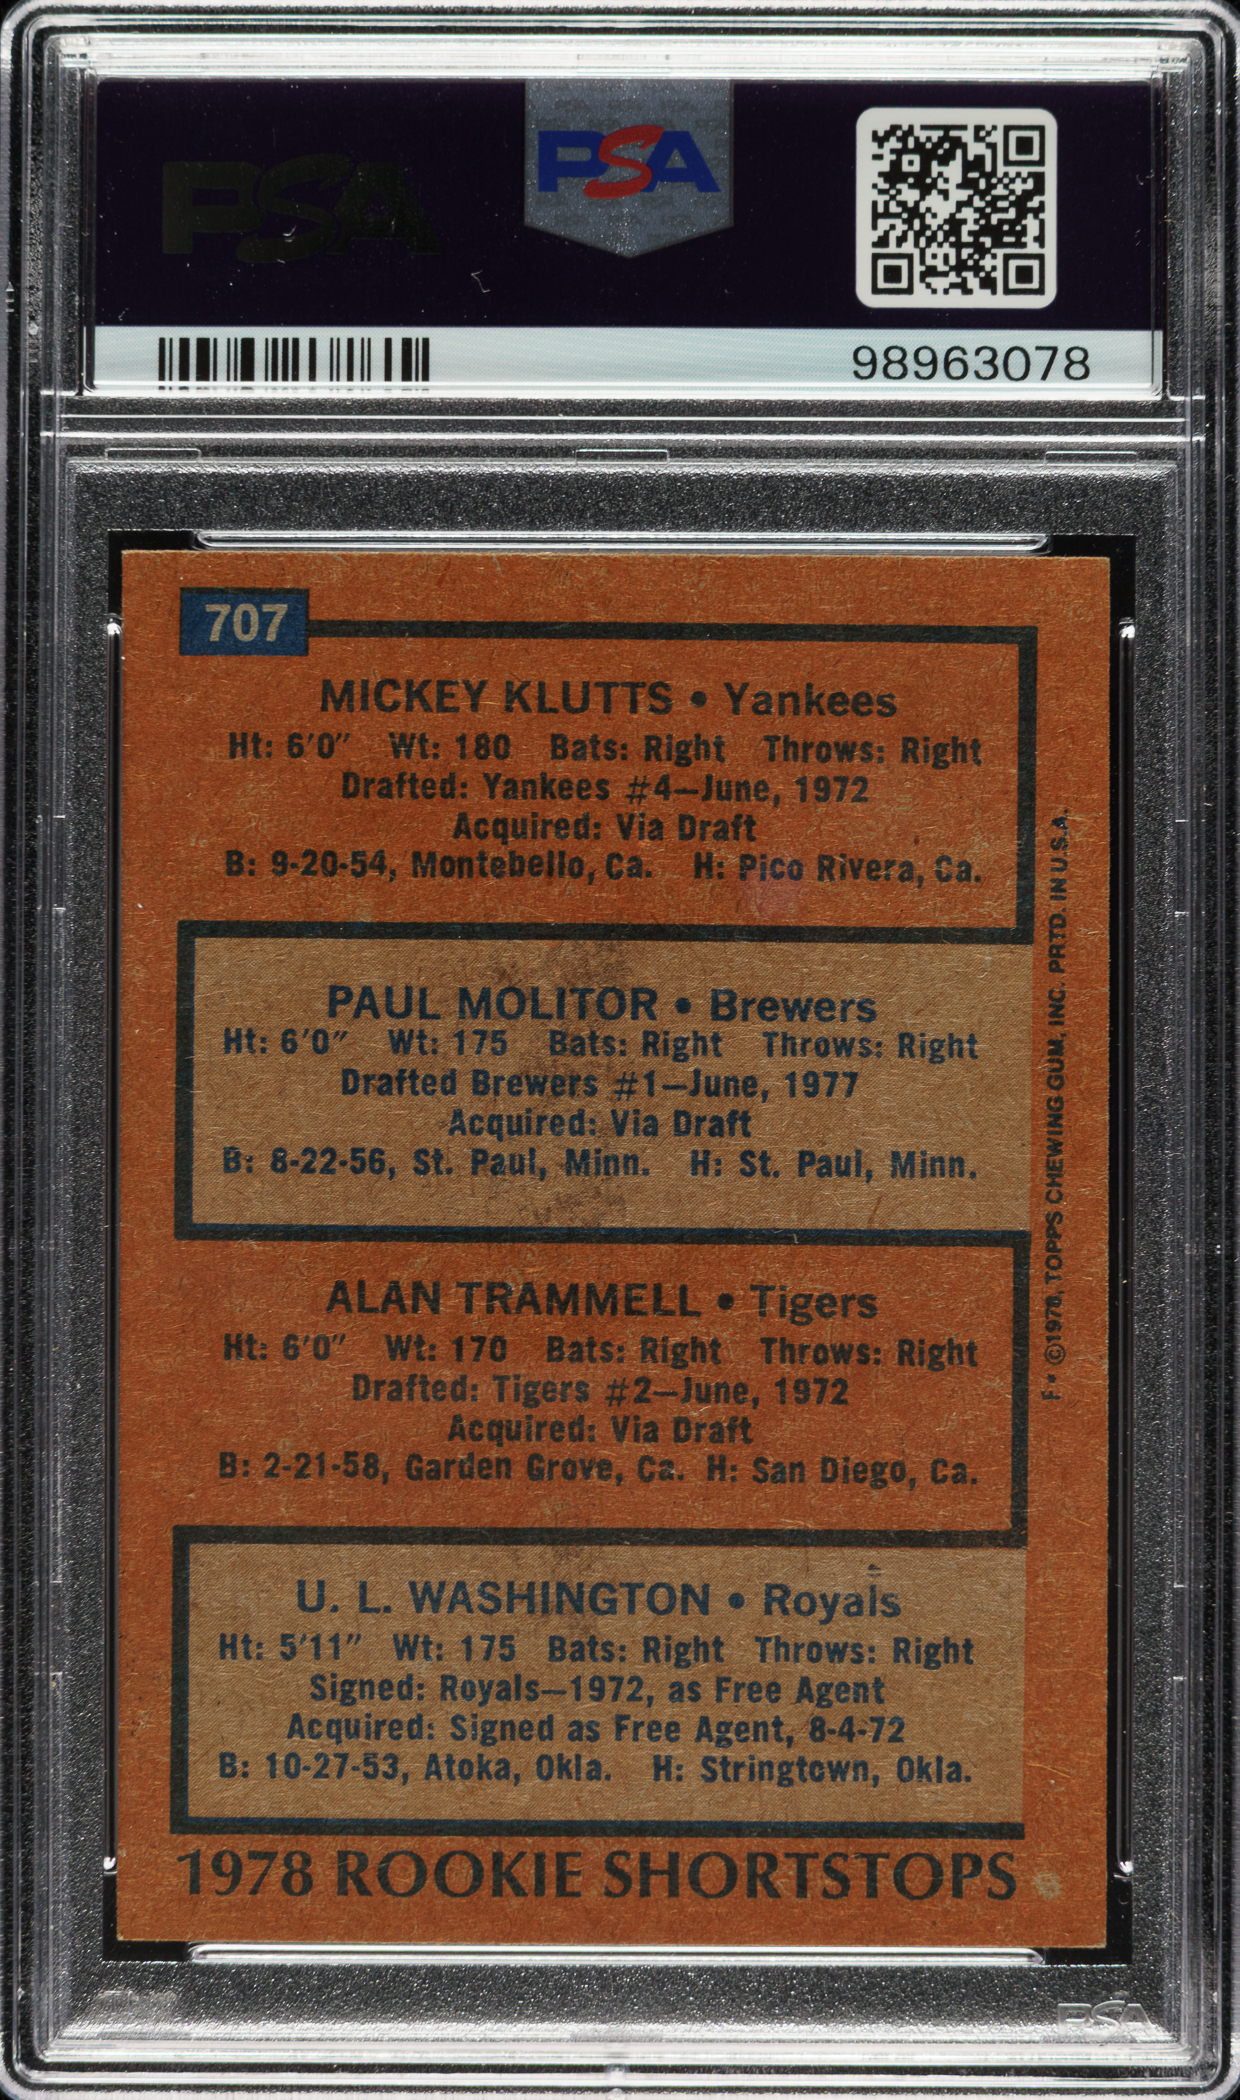 PSA
PSA
98963078
707
MICKEY KLUTTS • Yankees
Ht: 6'0" Wt: 180 Bats: Right Throws: Right
Drafted: Yankees #4—June, 1972
Acquired: Via Draft
B: 9-20-54, Montebello, Ca. H: Pico Rivera, Ca.
PAUL MOLITOR • Brewers
Ht: 6'0" Wt: 175 Bats: Right Throws: Right
Drafted Brewers #1—June, 1977
Acquired: Via Draft
B: 8-22-56, St. Paul, Minn. H: St. Paul, Minn.
ALAN TRAMMELL • Tigers
Ht: 6'0" Wt: 170 Bats: Right Throws: Right
Drafted: Tigers #2—June, 1972
Acquired: Via Draft
B: 2-21-58, Garden Grove, Ca. H: San Diego, Ca.
U. L. WASHINGTON • Royals
Ht: 5'11" Wt: 175 Bats: Right Throws: Right
Signed: Royals—1972, as Free Agent
Acquired: Signed as Free Agent, 8-4-72
B: 10-27-53, Atoka, Okla. H: Stringtown, Okla.
1978 ROOKIE SHORTSTOPS
F• ©1978, TOPPS CHEWING GUM, INC. PRTD. IN U.S.A.
PSA